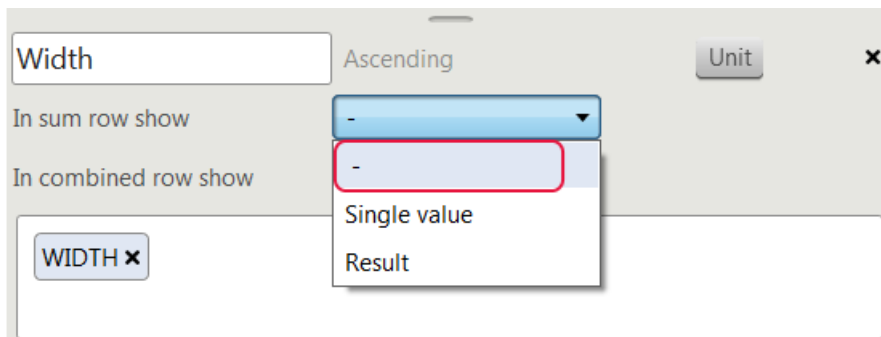 Width Ascending Unit ×
In sum row show -
-
In combined row show
Single value
WIDTH ×
Result